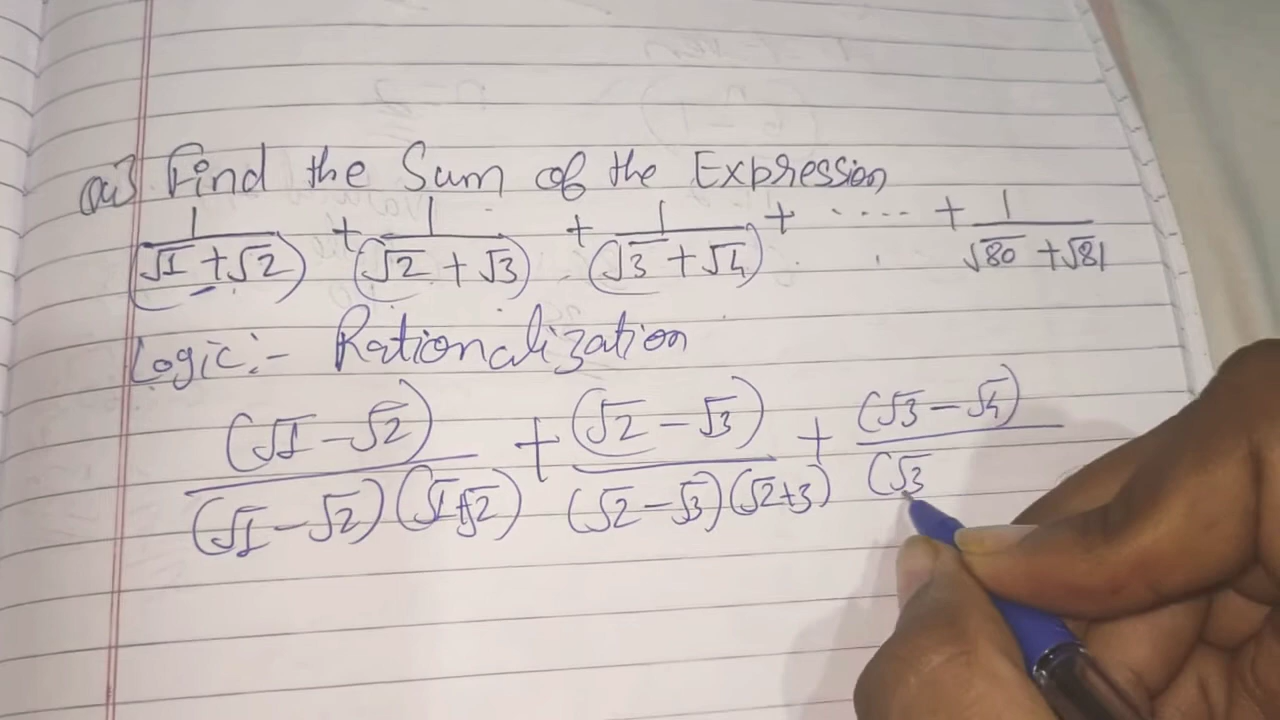 Find the Sum of the Expression
1/(√1 + √2) + 1/(√2 + √3) + 1/(√3 + √4) + ..... + 1/√80 + √81
Logic:- Rationalization
(√1 - √2)/(√1 - √2)(√1 + √2) + (√2 - √3)/(√2 - √3)(√2 + 3) + (√3 - √4)/(√3